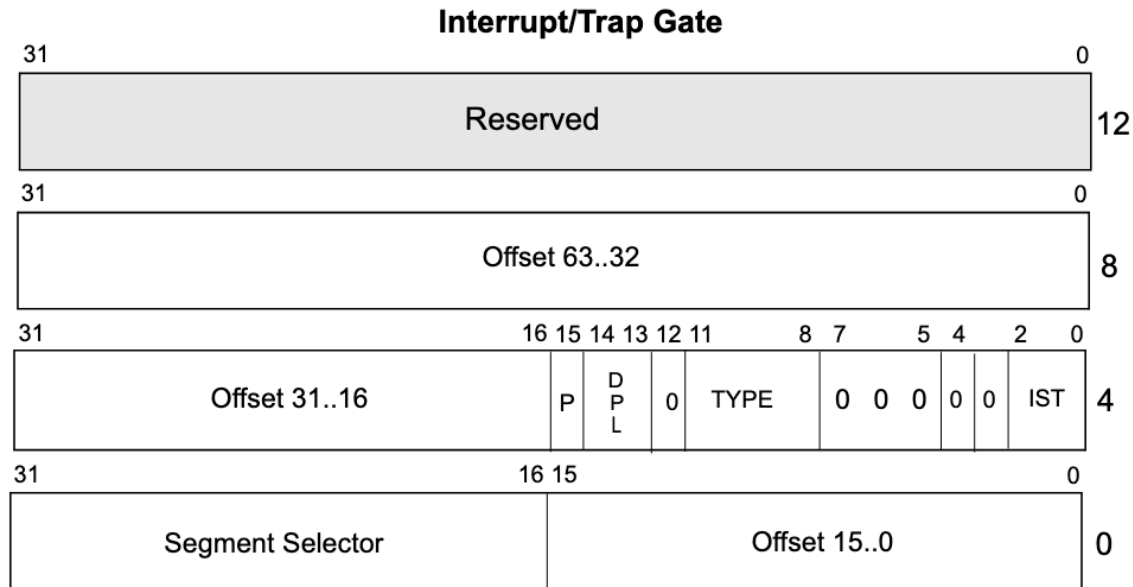 Interrupt/Trap Gate
31 0
Reserved 12
31 0
Offset 63..32 8
31 16 15 14 13 12 11 8 7 5 4 2 0
Offset 31..16 P DPL 0 TYPE 0 0 0 0 0 IST 4
31 16 15 0
Segment Selector Offset 15..0 0